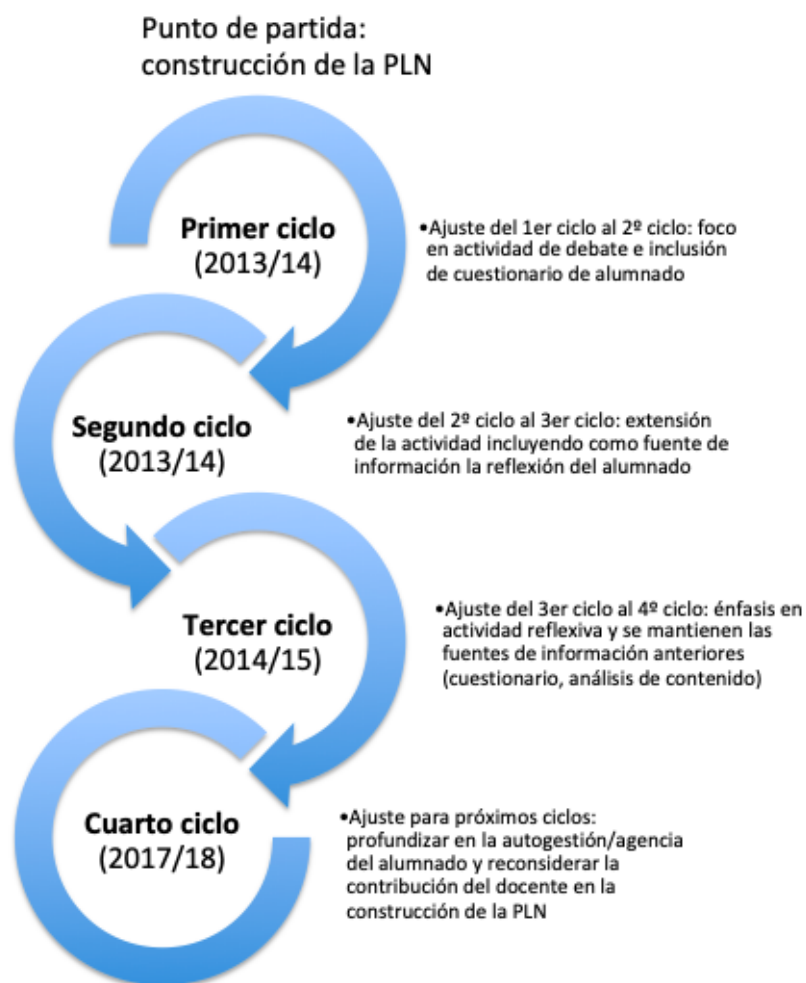 Punto de partida:
construcción de la PLN
Primer ciclo
(2013/14)
•Ajuste del 1er ciclo al 2º ciclo: foco
en actividad de debate e inclusión
de cuestionario de alumnado
Segundo ciclo
(2013/14)
•Ajuste del 2º ciclo al 3er ciclo: extensión
de la actividad incluyendo como fuente de
información la reflexión del alumnado
Tercer ciclo
(2014/15)
•Ajuste del 3er ciclo al 4º ciclo: énfasis en
actividad reflexiva y se mantienen las
fuentes de información anteriores
(cuestionario, análisis de contenido)
Cuarto ciclo
(2017/18)
•Ajuste para próximos ciclos:
profundizar en la autogestión/agencia
del alumnado y reconsiderar la
contribución del docente en la
construcción de la PLN